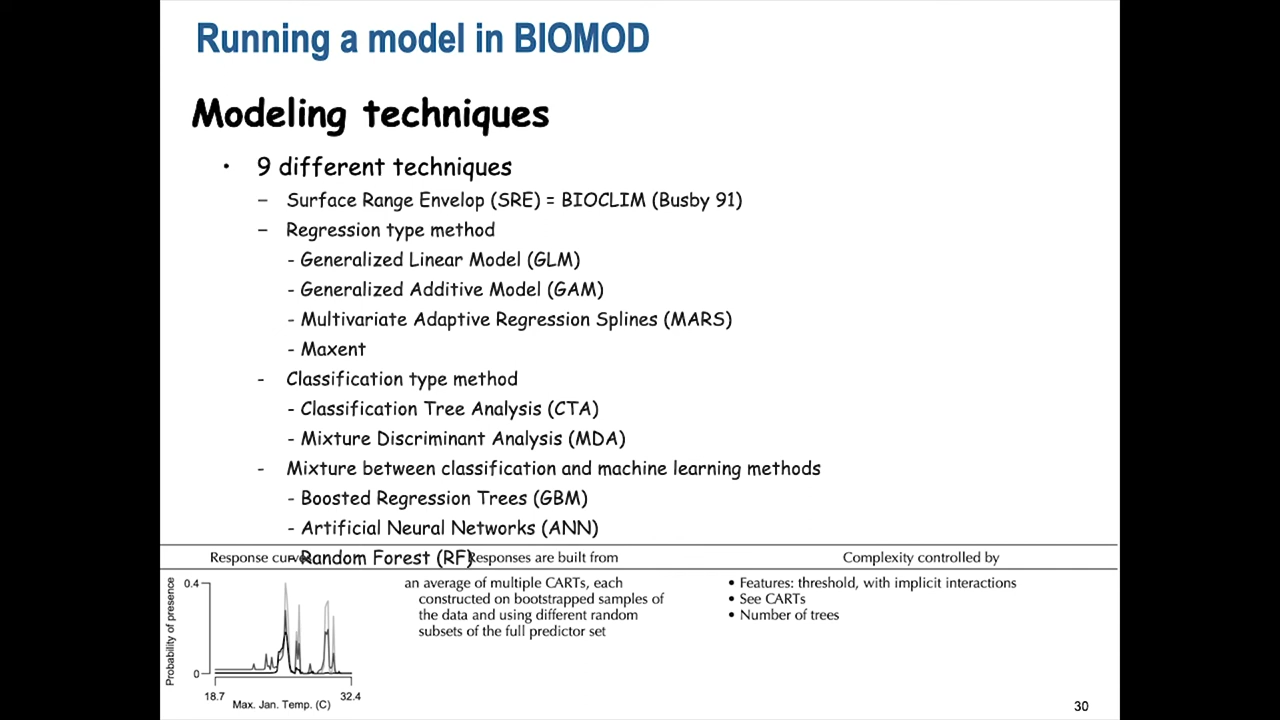 Running a model in BIOMOD
Modeling techniques
• 9 different techniques
– Surface Range Envelop (SRE) = BIOCLIM (Busby 91)
– Regression type method
- Generalized Linear Model (GLM)
- Generalized Additive Model (GAM)
- Multivariate Adaptive Regression Splines (MARS)
- Maxent
- Classification type method
- Classification Tree Analysis (CTA)
- Mixture Discriminant Analysis (MDA)
- Mixture between classification and machine learning methods
- Boosted Regression Trees (GBM)
- Artificial Neural Networks (ANN)
- Random Forest (RF)
Response curves
Responses are built from
Complexity controlled by
an average of multiple CARTs, each
constructed on bootstrapped samples of
the data and using different random
subsets of the full predictor set
• Features: threshold, with implicit interactions
• See CARTs
• Number of trees
Probability of presence
0.4
0
18.7
32.4
Max. Jan. Temp. (C)
30